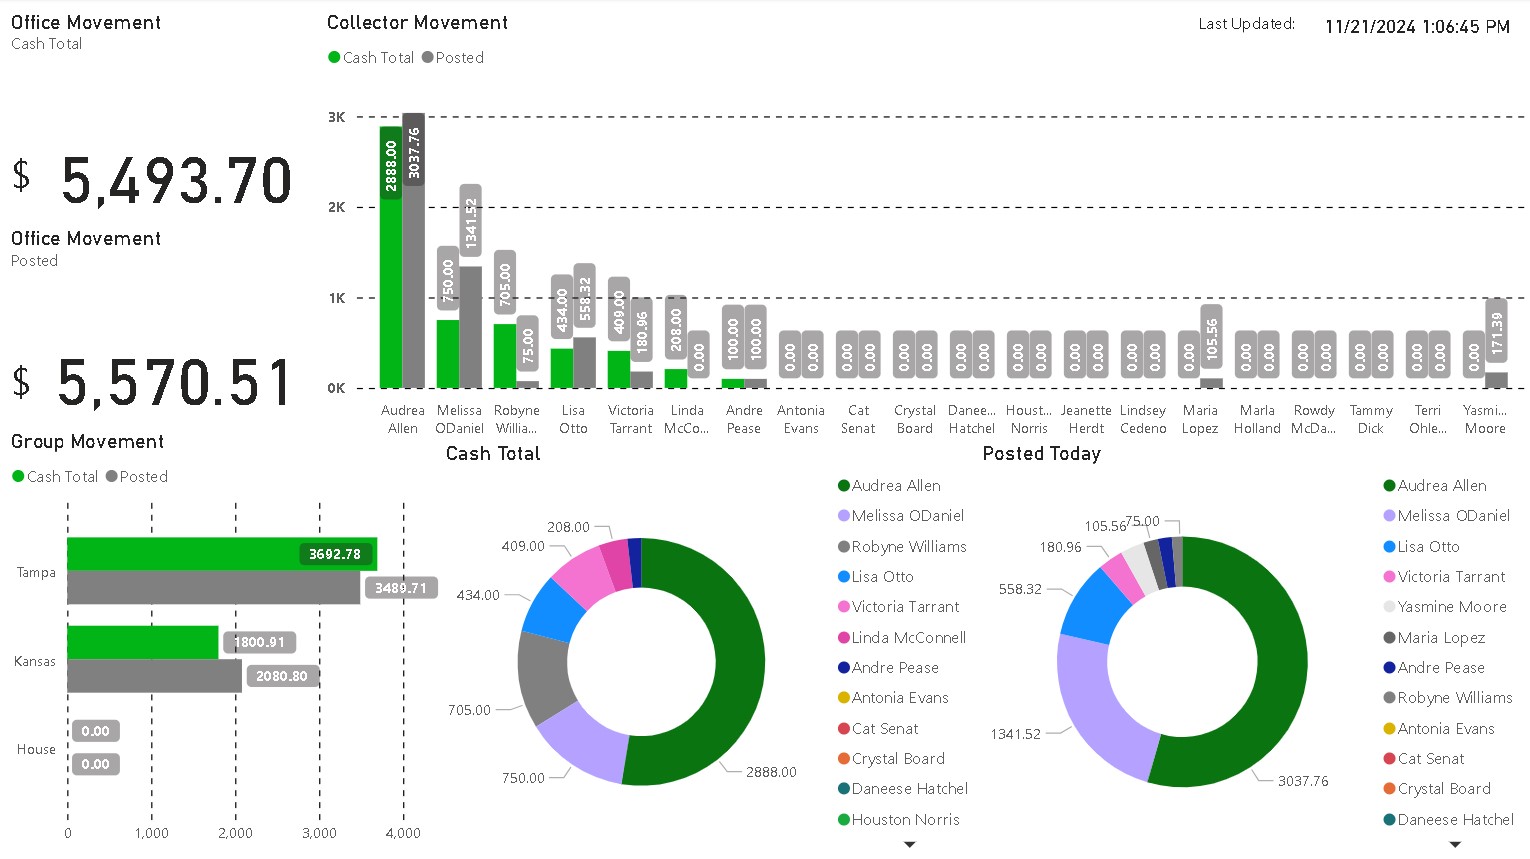 Office Movement
Cash Total
$ 5,493.70
Office Movement
Posted
$ 5,570.51
Collector Movement
Cash Total Posted
Last Updated: 11/21/2024 1:06:45 PM
3K
2K
1K
0K
2888.00 3037.76
750.00 1341.52
705.00 75.00
434.00 558.32
409.00 180.96
208.00 0.00
100.00 100.00
0.00 0.00
0.00 0.00
0.00 0.00
0.00 0.00
0.00 0.00
0.00 0.00
0.00 0.00
0.00 105.56
0.00 0.00
0.00 0.00
0.00 0.00
0.00 0.00
0.00 171.39
Audrea Allen
Melissa ODaniel
Robyne Willia...
Lisa Otto
Victoria Tarrant
Linda McCo...
Andre Pease
Antonia Evans
Cat Senat
Crystal Board
Danee... Hatchel
Houst... Norris
Jeanette Herdt
Lindsey Cedeno
Maria Lopez
Marla Holland
Rowdy McDa...
Tammy Dick
Terri Ohle...
Yasmi... Moore
Group Movement
Cash Total Posted
Tampa
3692.78
3489.71
Kansas
1800.91
2080.80
House
0.00
0.00
0 1,000 2,000 3,000 4,000
Cash Total
208.00
409.00
434.00
705.00
750.00
2888.00
Audrea Allen
Melissa ODaniel
Robyne Williams
Lisa Otto
Victoria Tarrant
Linda McConnell
Andre Pease
Antonia Evans
Cat Senat
Crystal Board
Daneese Hatchel
Houston Norris
Posted Today
105.56
75.00
180.96
558.32
1341.52
3037.76
Audrea Allen
Melissa ODaniel
Lisa Otto
Victoria Tarrant
Yasmine Moore
Maria Lopez
Andre Pease
Robyne Williams
Antonia Evans
Cat Senat
Crystal Board
Daneese Hatchel